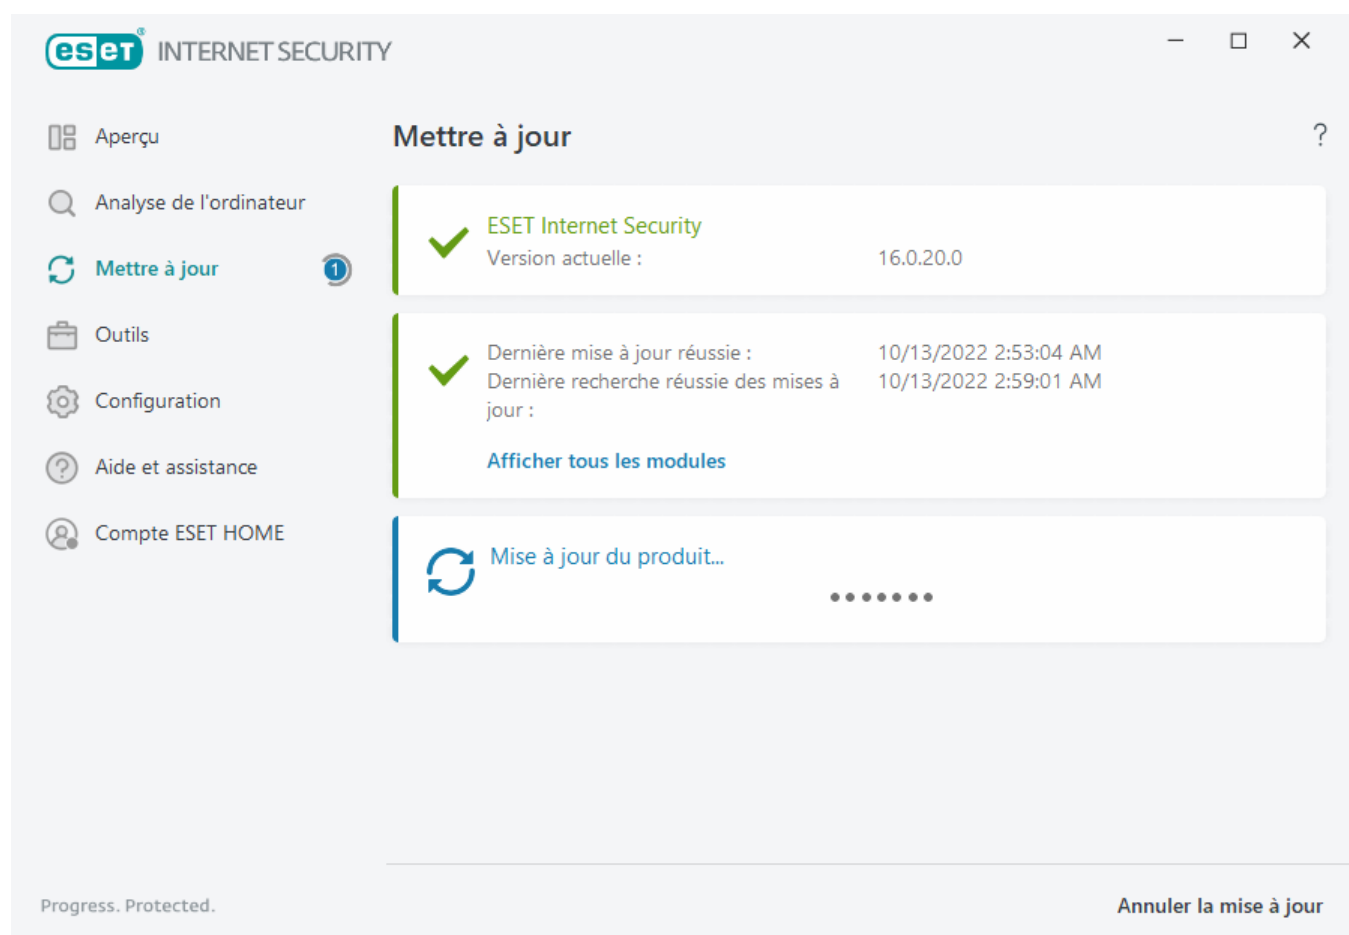 eset® INTERNET SECURITY
Aperçu
Analyse de l'ordinateur
Mettre à jour 1
Outils
Configuration
Aide et assistance
Compte ESET HOME
Mettre à jour ?
ESET Internet Security
Version actuelle : 16.0.20.0
Dernière mise à jour réussie : 10/13/2022 2:53:04 AM
Dernière recherche réussie des mises à 10/13/2022 2:59:01 AM
jour :
Afficher tous les modules
Mise à jour du produit...
Progress. Protected.
Annuler la mise à jour